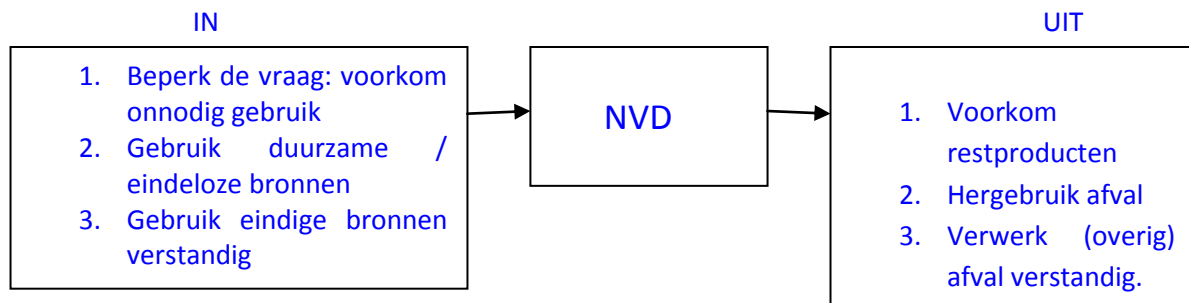 IN
1. Beperk de vraag: voorkom
onnodig gebruik
2. Gebruik duurzame /
eindeloze bronnen
3. Gebruik eindige bronnen
verstandig
NVD
UIT
1. Voorkom
restproducten
2. Hergebruik afval
3. Verwerk (overig)
afval verstandig.